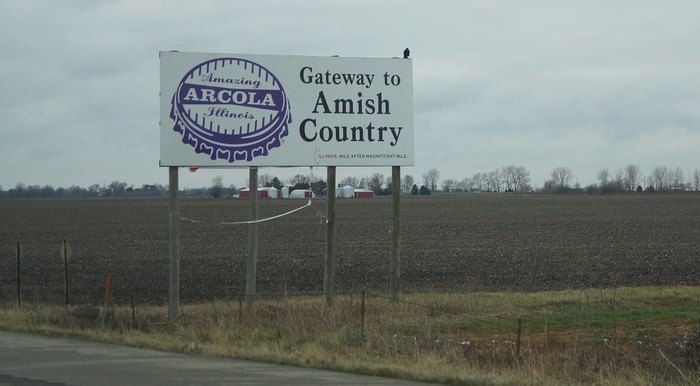 Amazing
ARCOLA
Illinois
Gateway to
Amish
Country
ILLINOIS. MILE AFTER MAGNIFICENT MILE.